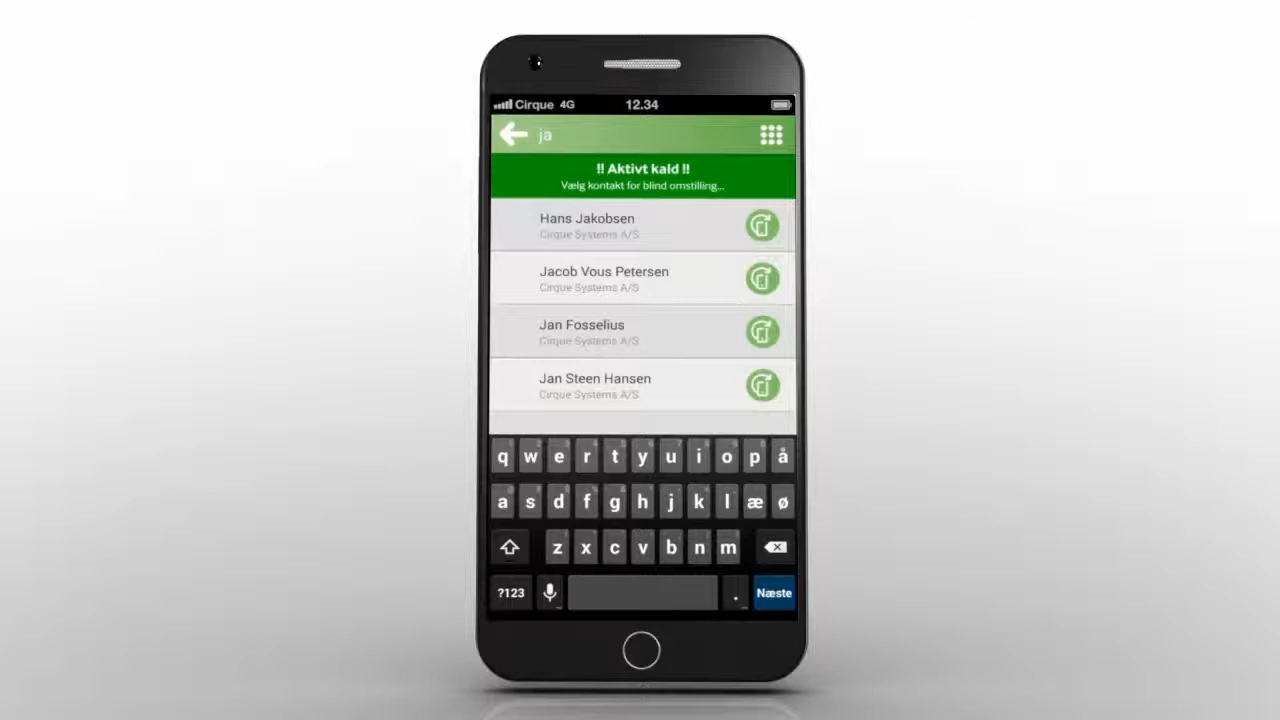 Cirque 4G 12.34
ja
!! Aktivt kald !!
Vælg kontakt for blind omstilling...
Hans Jakobsen
Cirque Systems A/S
Jacob Vous Petersen
Cirque Systems A/S
Jan Fosselius
Cirque Systems A/S
Jan Steen Hansen
Cirque Systems A/S
q w e r t y u i o p å
a s d f g h j k l æ ø
z x c v b n m
?123 . Næste